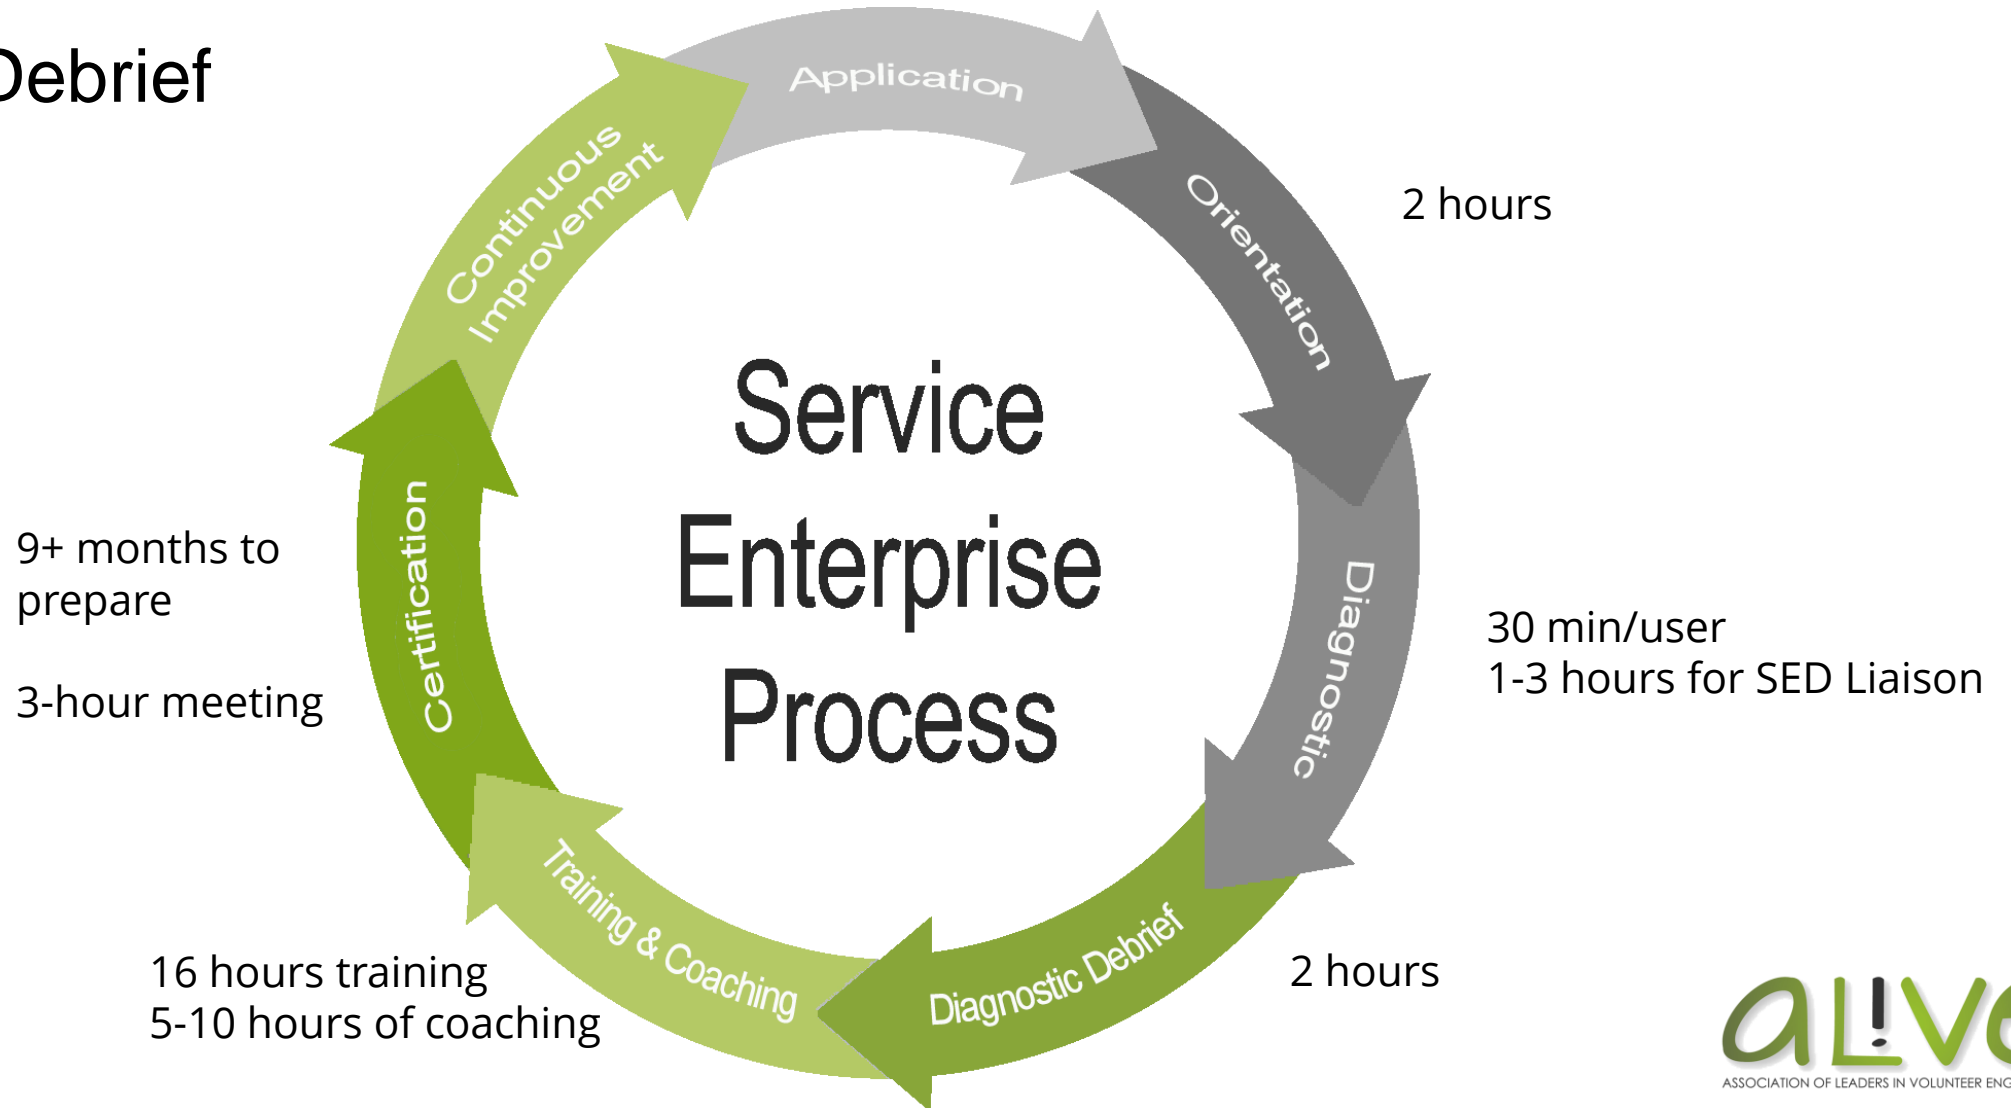 Debrief
Application
Orientation
2 hours
Diagnostic
30 min/user
1-3 hours for SED Liaison
Diagnostic Debrief
2 hours
Training & Coaching
16 hours training
5-10 hours of coaching
Certification
9+ months to
prepare
3-hour meeting
Continuous
Improvement
Service
Enterprise
Process
aL!Ve
ASSOCIATION OF LEADERS IN VOLUNTEER